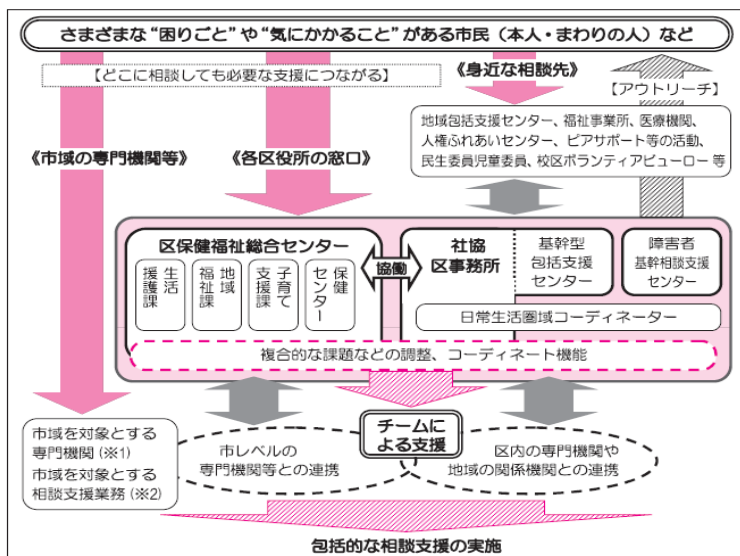 さまざまな“困りごと”や“気にかかること”がある市民（本人・まわりの人）など
【どこに相談しても必要な支援につながる】
《身近な相談先》
【アウトリーチ】
地域包括支援センター、福祉事業所、医療機関、
人権ふれあいセンター、ピアサポート等の活動、
民生委員児童委員、校区ボランティアビューロー 等
《市域の専門機関等》
《各区役所の窓口》
区保健福祉総合センター
生活
援護課
地域
福祉課
子育て
支援課
保健
センター
協働
社協
区事務所
基幹型
包括支援
センター
障害者
基幹相談支援
センター
日常生活圏域コーディネーター
複合的な課題などの調整、コーディネート機能
市域を対象とする
専門機関（※1）
市域を対象とする
相談支援業務（※2）
市レベルの
専門機関等との連携
チームに
よる支援
区内の専門機関や
地域の関係機関との連携
包括的な相談支援の実施